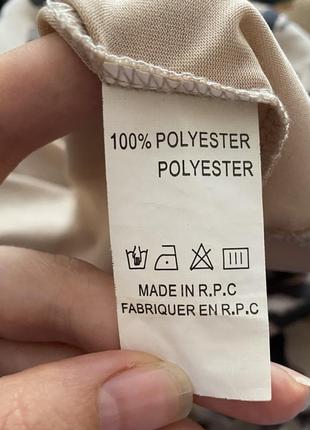 100% POLYESTER
POLYESTER
MADE IN R.P.C
FABRIQUER EN R.P.C